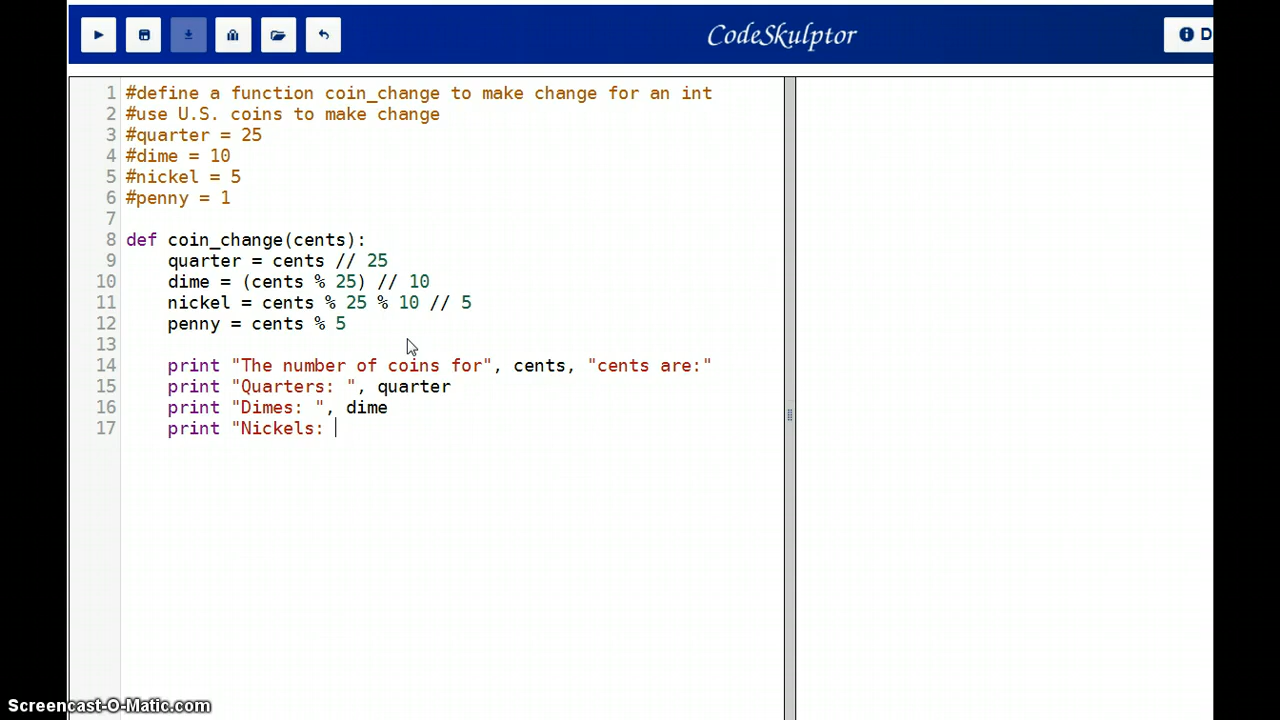 CodeSkulptor
D
1 #define a function coin_change to make change for an int
2 #use U.S. coins to make change
3 #quarter = 25
4 #dime = 10
5 #nickel = 5
6 #penny = 1
7
8 def coin_change(cents):
9 quarter = cents // 25
10 dime = (cents % 25) // 10
11 nickel = cents % 25 % 10 // 5
12 penny = cents % 5
13
14 print "The number of coins for", cents, "cents are:"
15 print "Quarters: ", quarter
16 print "Dimes: ", dime
17 print "Nickels:
Screencast-O-Matic.com